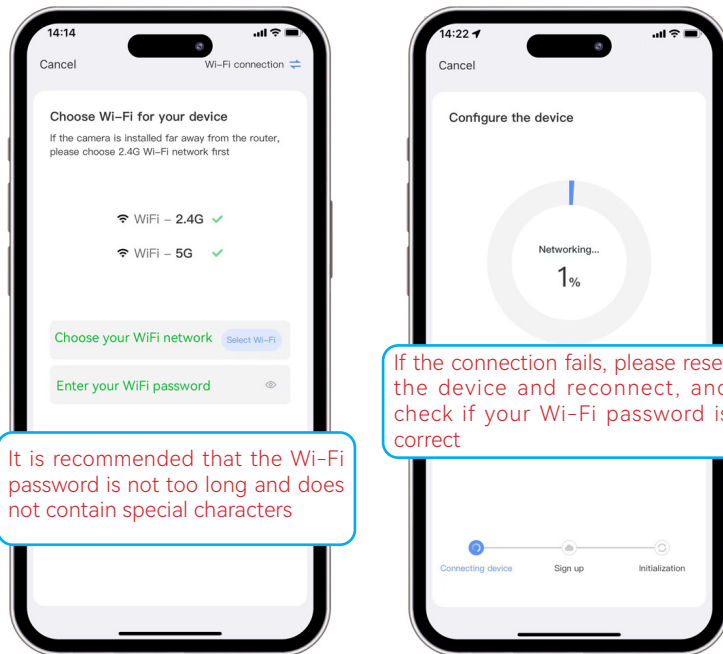 14:14
Cancel
Wi-Fi connection
Choose Wi-Fi for your device
If the camera is installed far away from the router,
please choose 2.4G Wi-Fi network first
WiFi - 2.4G
WiFi - 5G
Choose your WiFi network
Select Wi-Fi
Enter your WiFi password
It is recommended that the Wi-Fi
password is not too long and does
not contain special characters
14:22
Cancel
Configure the device
Networking...
1%
If the connection fails, please reset
the device and reconnect, and
check if your Wi-Fi password is
correct
Connecting device
Sign up
Initialization